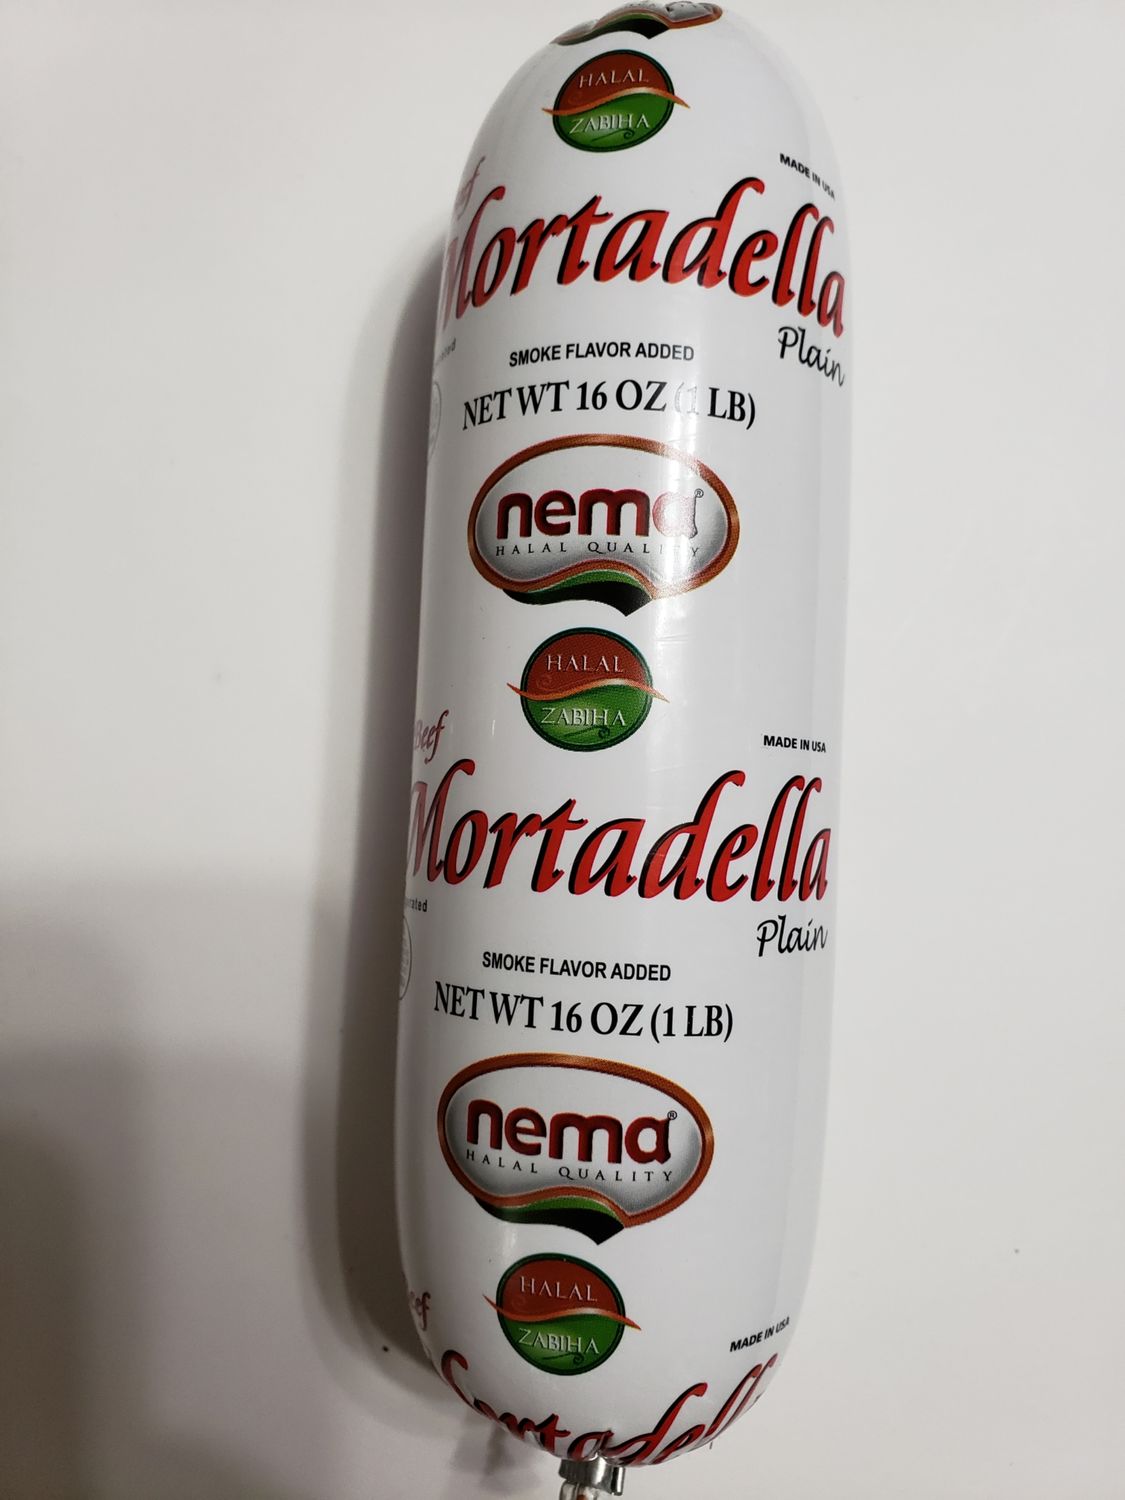 HALAL
ZABIHA
MADE IN USA
Mortadella
Plain
SMOKE FLAVOR ADDED
NET WT 16 OZ (1 LB)
nema®
HALAL QUALITY
HALAL
ZABIHA
Beef
MADE IN USA
Mortadella
Plain
SMOKE FLAVOR ADDED
NET WT 16 OZ (1 LB)
nema®
HALAL QUALITY
HALAL
ZABIHA
MADE IN USA
Mortadella